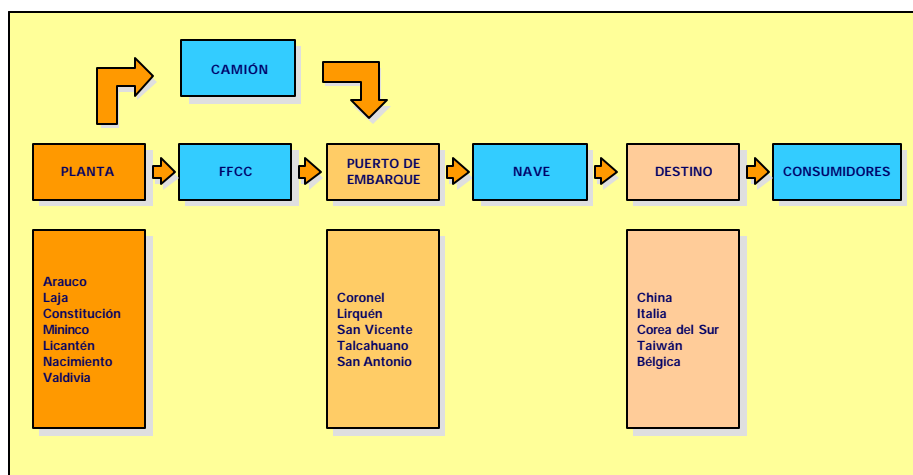 CAMIÓN
PLANTA
FFCC
PUERTO DE
EMBARQUE
NAVE
DESTINO
CONSUMIDORES
Arauco
Laja
Constitución
Mininco
Licantén
Nacimiento
Valdivia
Coronel
Lirquén
San Vicente
Talcahuano
San Antonio
China
Italia
Corea del Sur
Taiwán
Bélgica